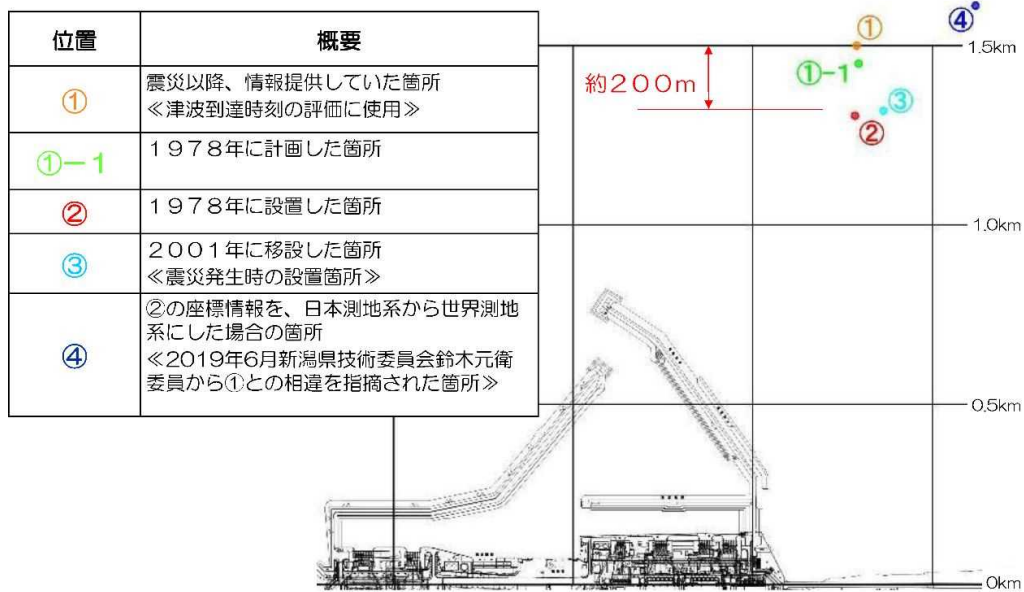 位置
概要
①
震災以降、情報提供していた箇所
≪津波到達時刻の評価に使用≫
①－１
１９７８年に計画した箇所
②
１９７８年に設置した箇所
③
２００１年に移設した箇所
≪震災発生時の設置箇所≫
④
②の座標情報を、日本測地系から世界測地
系にした場合の箇所
≪2019年6月新潟県技術委員会鈴木元衛
委員から①との相違を指摘された箇所≫
④
①
1.5km
①-1
約２００ｍ
③
②
1.0km
0.5km
0km